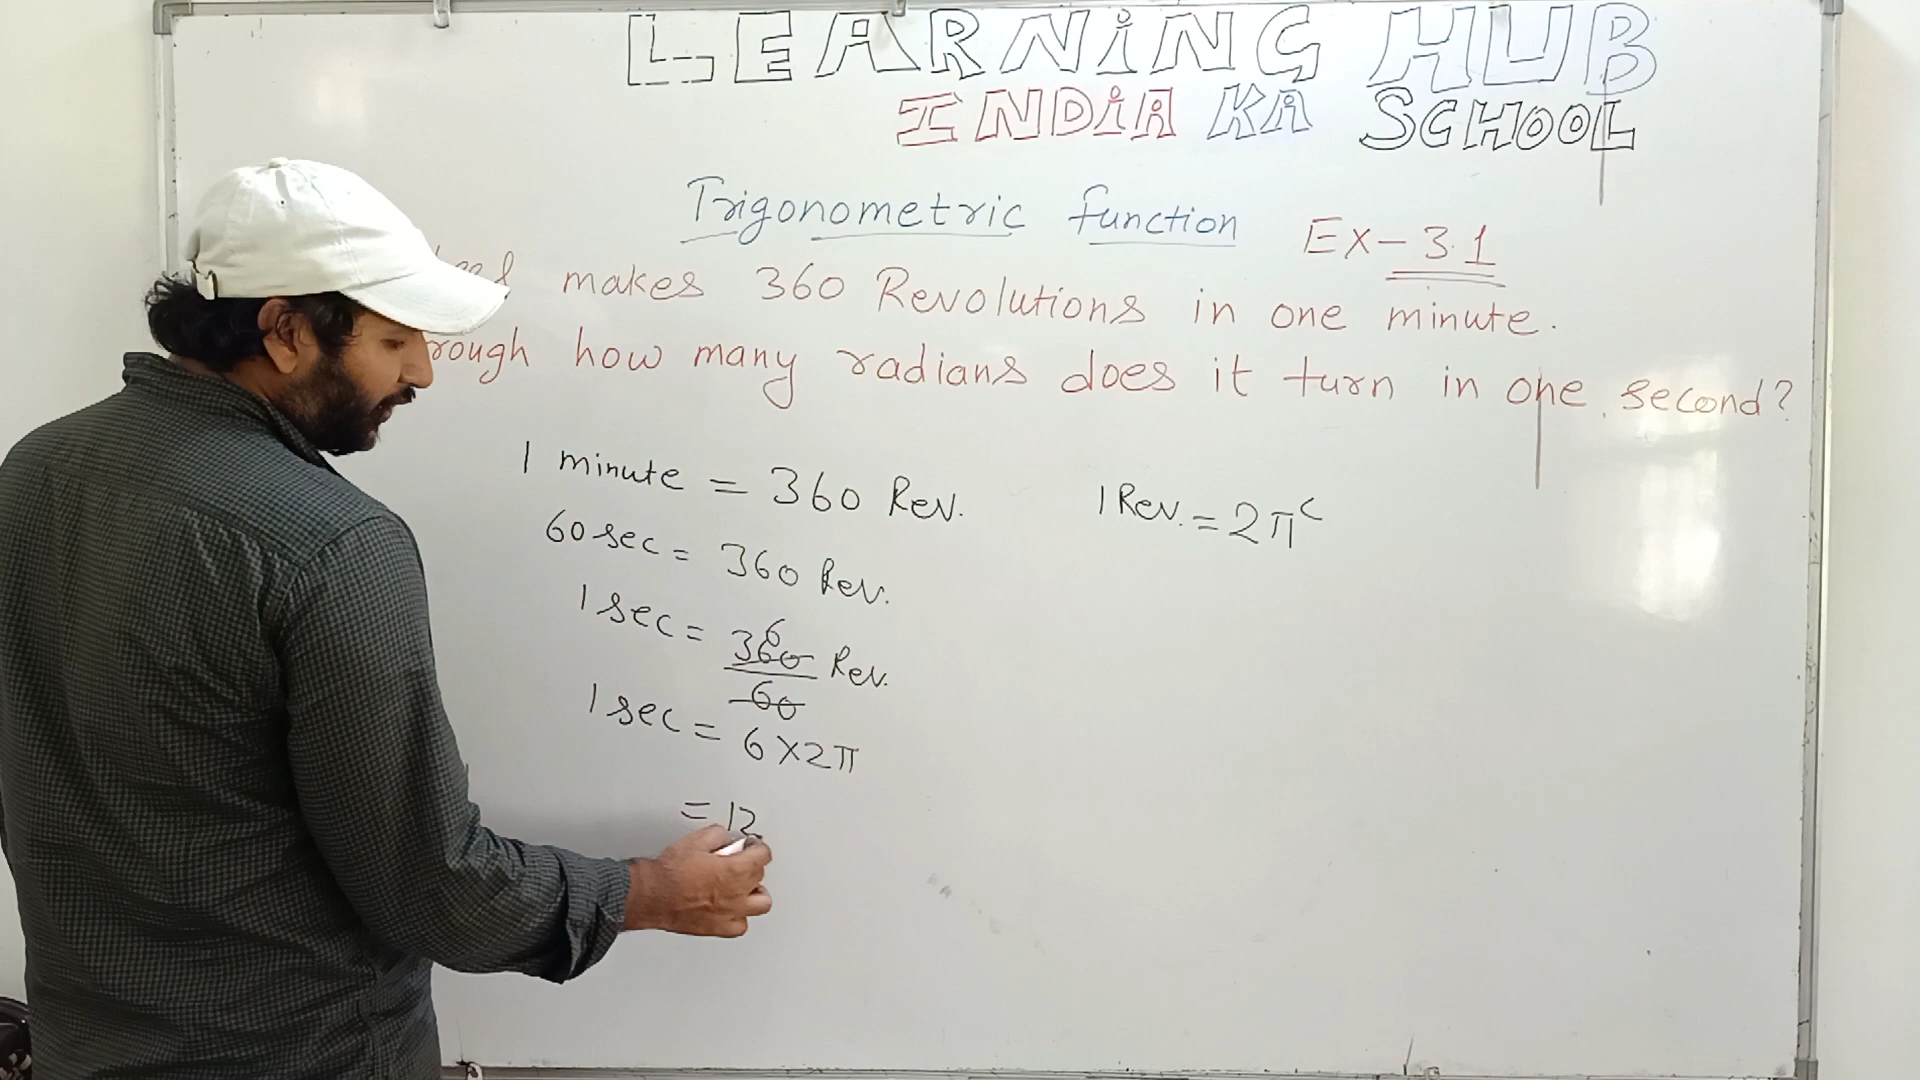 LEARNING HUB
INDIA KA SCHOOL
Trigonometric function Ex-3.1
makes 360 Revolutions in one minute.
rough how many radians does it turn in one second?
1 minute = 360 Rev.
1 Rev. = 2π^c
60 sec = 360 Rev.
1 sec = 360/60 Rev.
6
1 sec = 6×2π
= 12